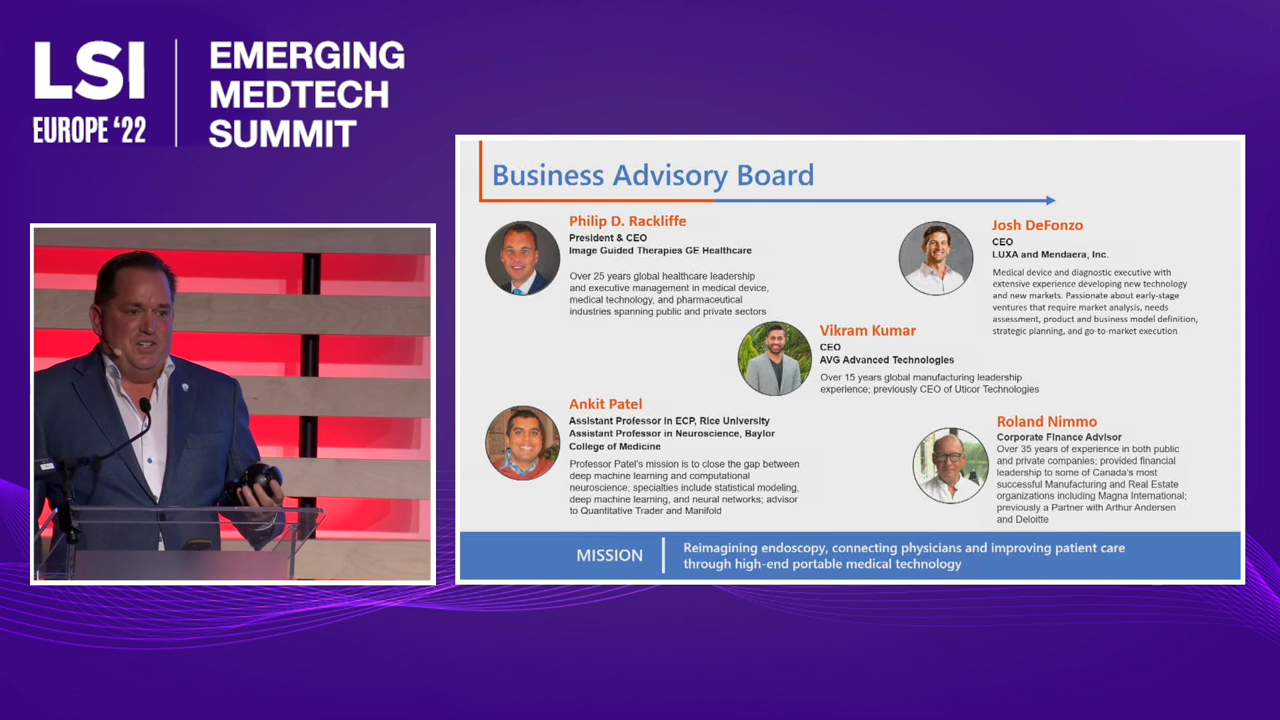 LSI
EUROPE ‘22
EMERGING
MEDTECH
SUMMIT
Business Advisory Board
Philip D. Rackliffe
President & CEO
Image Guided Therapies GE Healthcare
Over 25 years global healthcare leadership
and executive management in medical device,
medical technology, and pharmaceutical
industries spanning public and private sectors
Josh DeFonzo
CEO
LUXA and Mendaera, Inc.
Medical device and diagnostic executive with
extensive experience developing new technology
and new markets. Passionate about early-stage
ventures that require market analysis, needs
assessment, product and business model definition,
strategic planning, and go-to-market execution
Vikram Kumar
CEO
AVG Advanced Technologies
Over 15 years global manufacturing leadership
experience; previously CEO of Uticor Technologies
Ankit Patel
Assistant Professor in ECP, Rice University
Assistant Professor in Neuroscience, Baylor
College of Medicine
Professor Patel's mission is to close the gap between
deep machine learning and computational
neuroscience; specialties include statistical modeling,
deep machine learning, and neural networks; advisor
to Quantitative Trader and Manifold
Roland Nimmo
Corporate Finance Advisor
Over 35 years of experience in both public
and private companies; provided financial
leadership to some of Canada's most
successful Manufacturing and Real Estate
organizations including Magna International;
previously a Partner with Arthur Andersen
and Deloitte
MISSION
Reimagining endoscopy, connecting physicians and improving patient care
through high-end portable medical technology